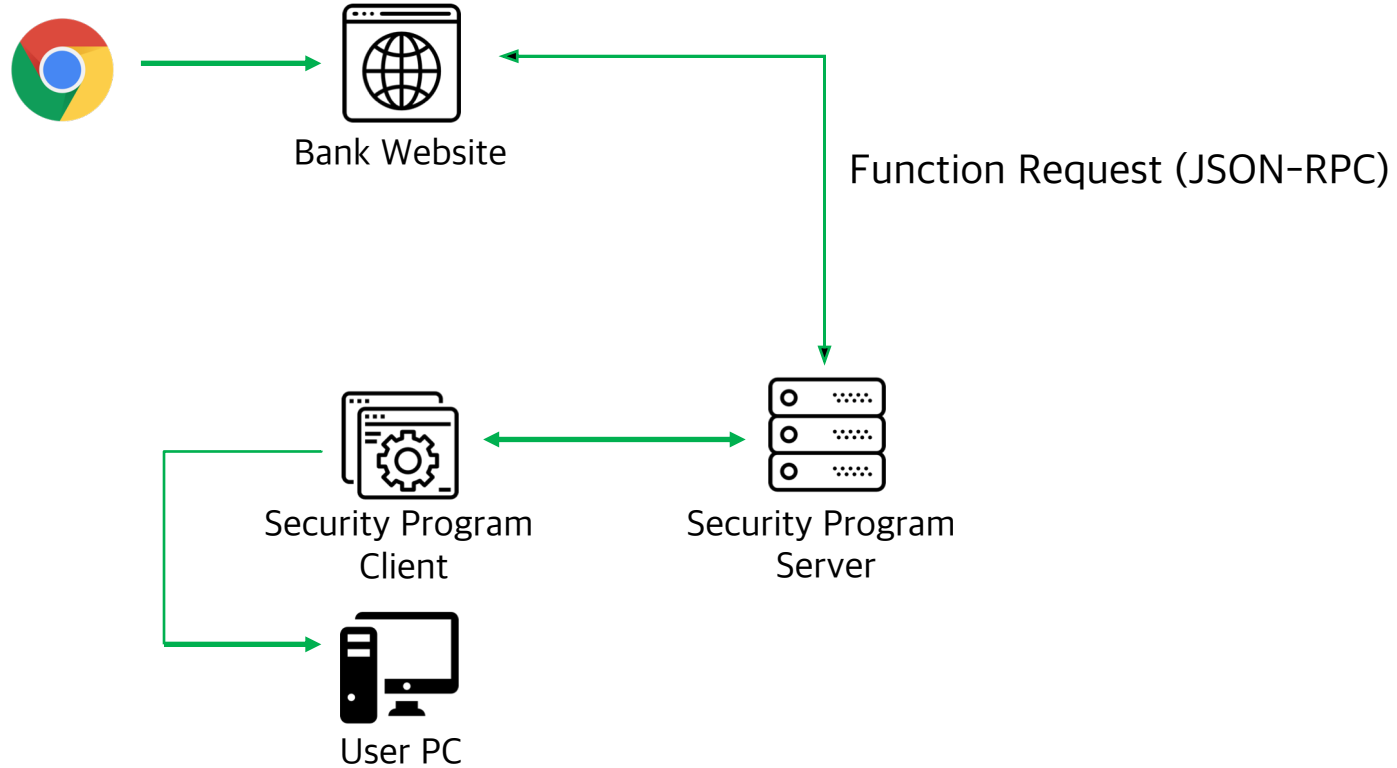 Bank Website
Function Request (JSON-RPC)
Security Program
Client
Security Program
Server
User PC